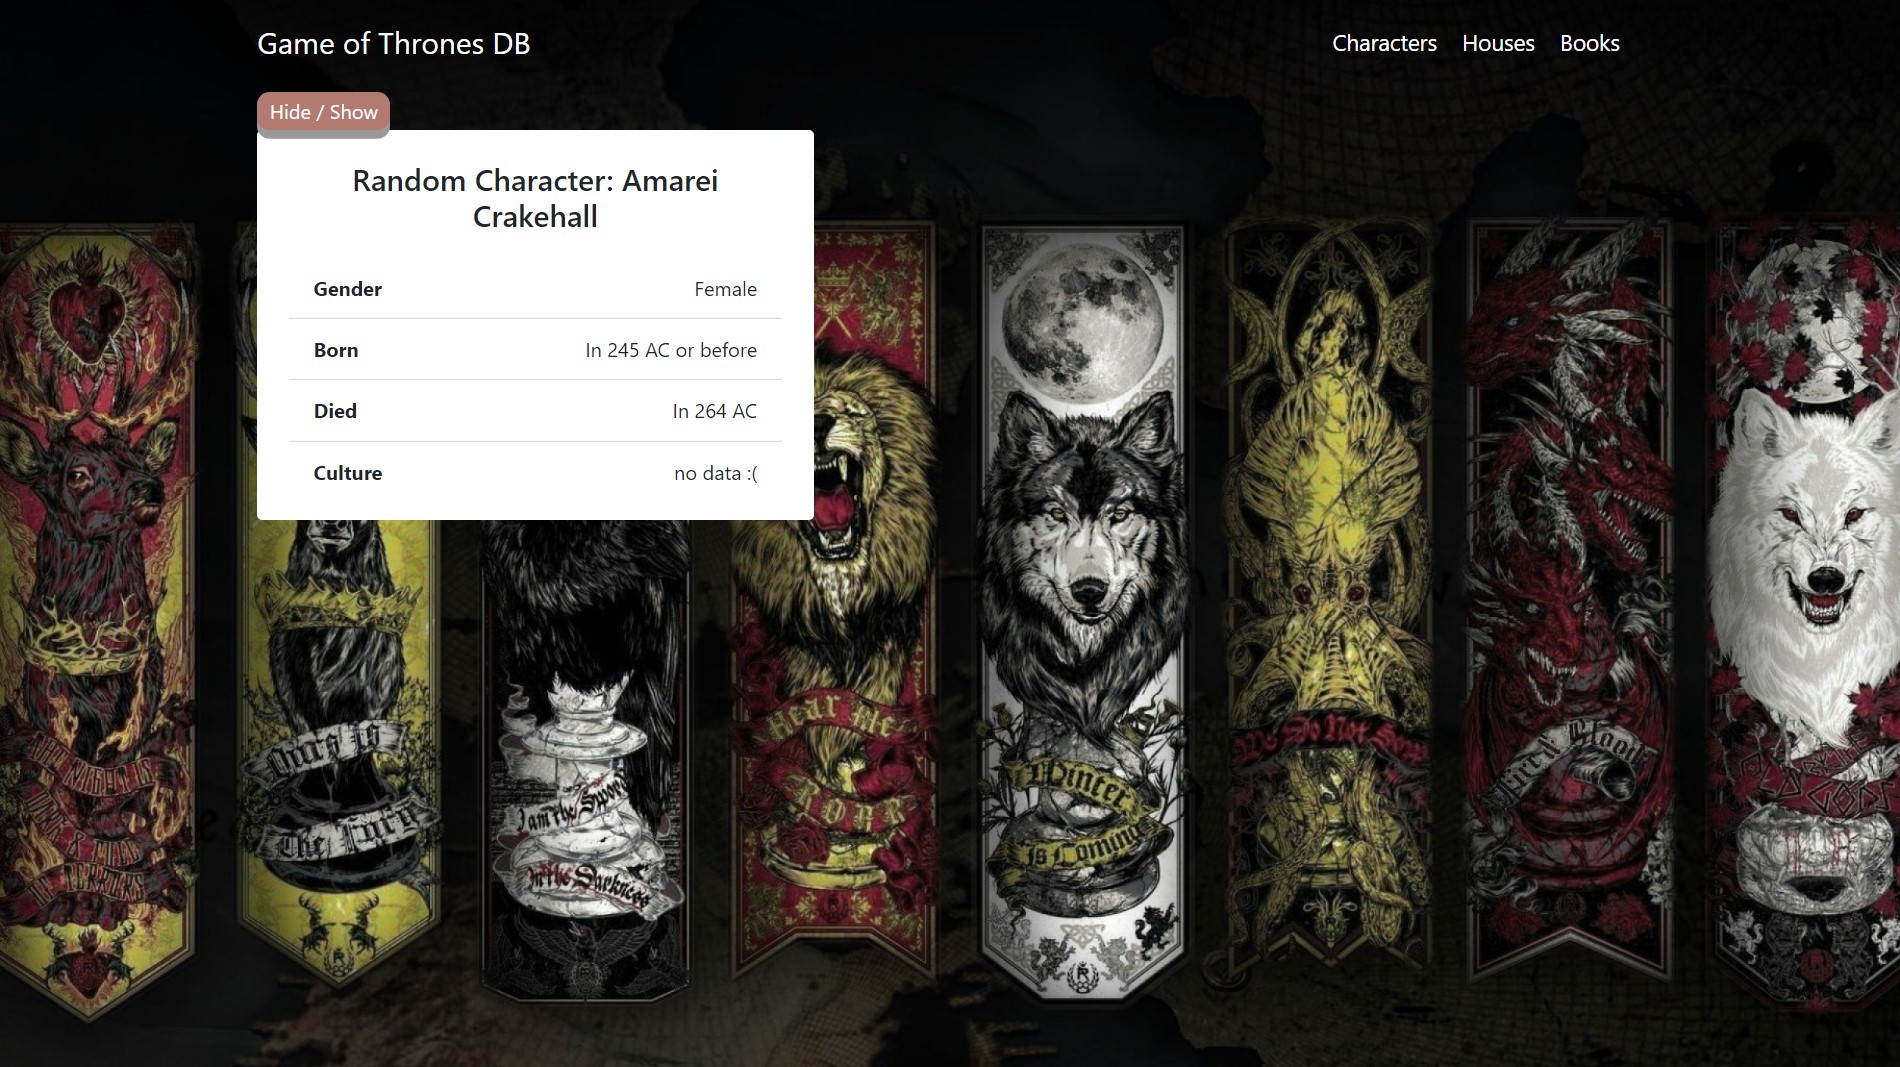 Game of Thrones DB
Characters Houses Books
Hide / Show
Random Character: Amarei
Crakehall
Gender Female
Born In 245 AC or before
Died In 264 AC
Culture no data :(
Ours is
The Fury
I am the Sword
In the Darkness
Hear Me
ROAR
Winter
Is Coming
We Do Not Sow
Blood
OLD GODS